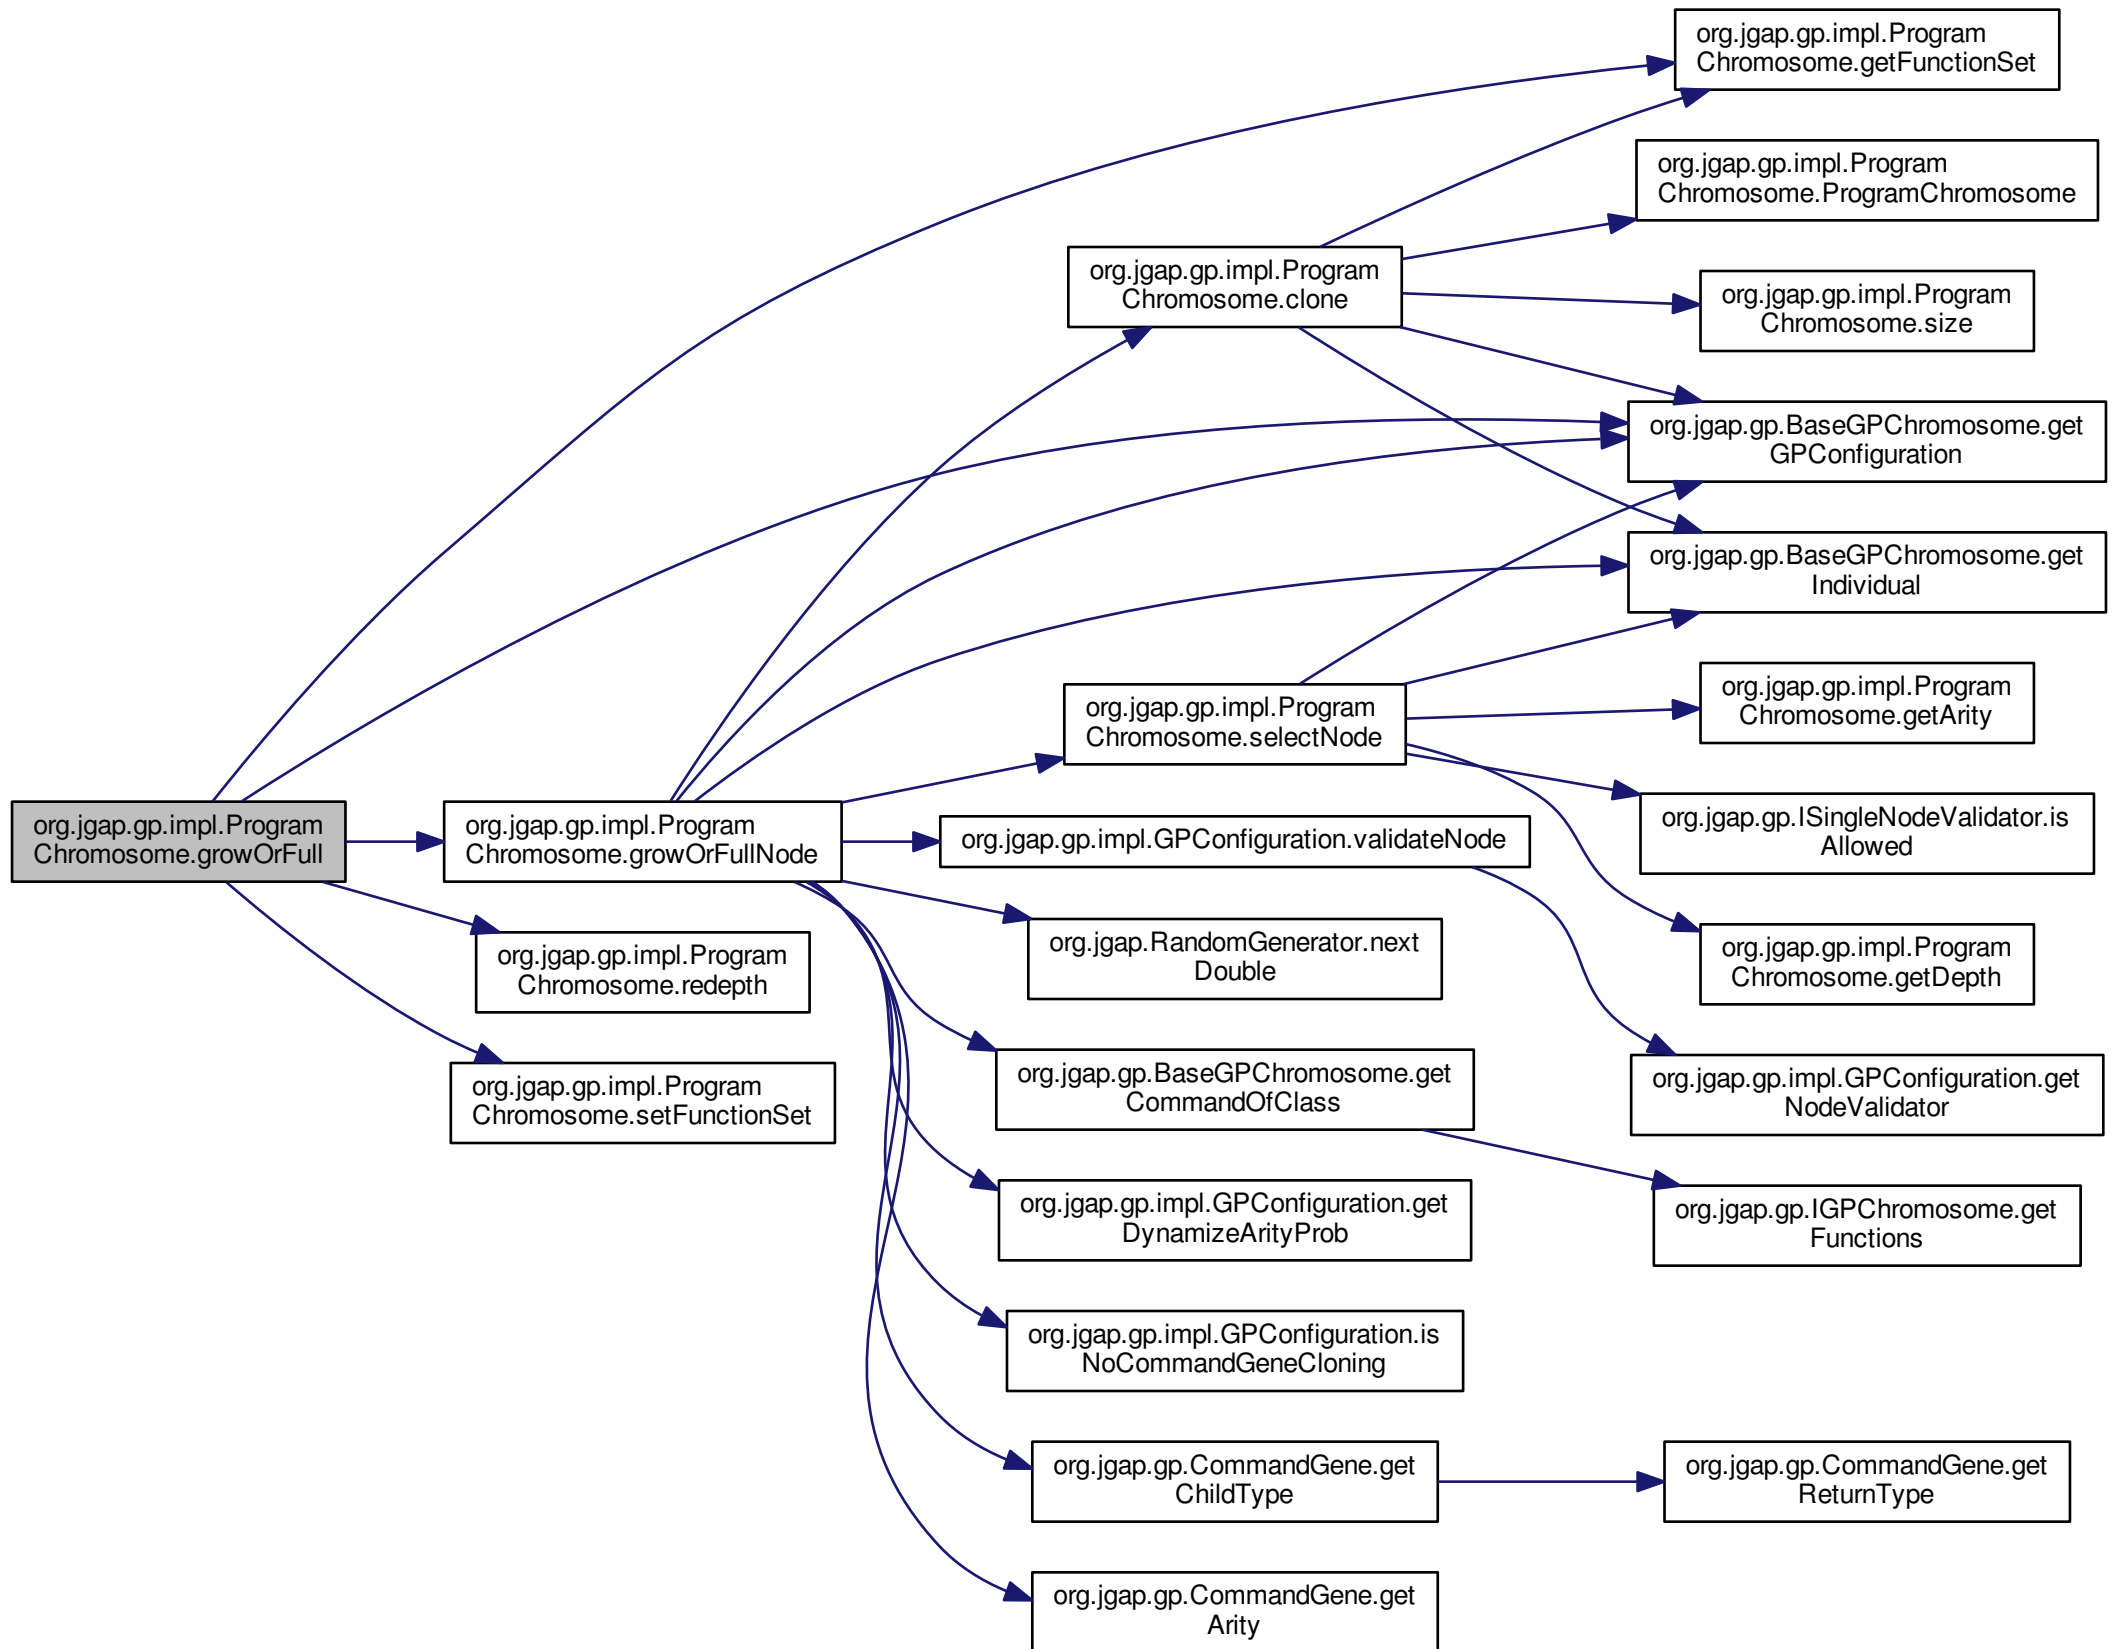 org.jgap.gp.impl.Program
Chromosome.growOrFull
org.jgap.gp.impl.Program
Chromosome.growOrFullNode
org.jgap.gp.impl.Program
Chromosome.redepth
org.jgap.gp.impl.Program
Chromosome.setFunctionSet
org.jgap.gp.impl.Program
Chromosome.clone
org.jgap.gp.impl.Program
Chromosome.selectNode
org.jgap.gp.impl.GPConfiguration.validateNode
org.jgap.RandomGenerator.next
Double
org.jgap.gp.BaseGPChromosome.get
CommandOfClass
org.jgap.gp.impl.GPConfiguration.get
DynamizeArityProb
org.jgap.gp.impl.GPConfiguration.is
NoCommandGeneCloning
org.jgap.gp.CommandGene.get
ChildType
org.jgap.gp.CommandGene.get
Arity
org.jgap.gp.impl.Program
Chromosome.getFunctionSet
org.jgap.gp.impl.Program
Chromosome.ProgramChromosome
org.jgap.gp.impl.Program
Chromosome.size
org.jgap.gp.BaseGPChromosome.get
GPConfiguration
org.jgap.gp.BaseGPChromosome.get
Individual
org.jgap.gp.impl.Program
Chromosome.getArity
org.jgap.gp.ISingleNodeValidator.is
Allowed
org.jgap.gp.impl.Program
Chromosome.getDepth
org.jgap.gp.impl.GPConfiguration.get
NodeValidator
org.jgap.gp.IGPChromosome.get
Functions
org.jgap.gp.CommandGene.get
ReturnType